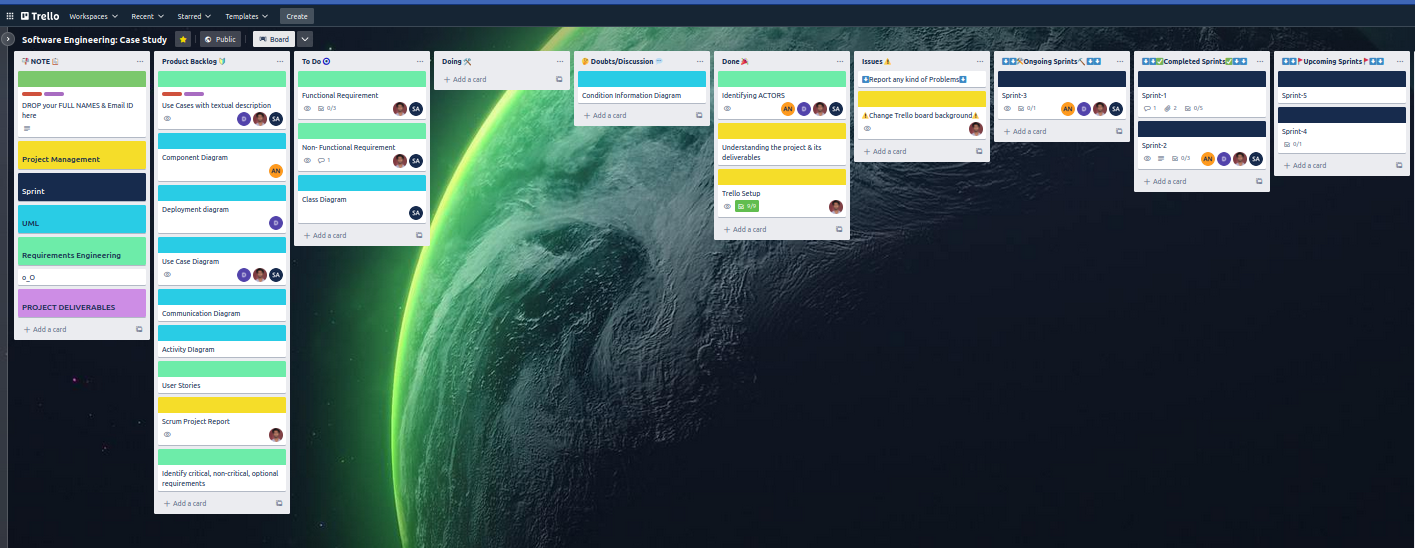 Trello
Workspaces
Recent
Starred
Templates
Create
Software Engineering: Case Study
Public
Board
NOTE
DROP your FULL NAMES & Email ID
here
Project Management
Sprint
UML
Requirements Engineering
o_O
PROJECT DELIVERABLES
+ Add a card
Product Backlog
Use Cases with textual description
D
SA
Component Diagram
AN
Deployment diagram
D
Use Case Diagram
D
SA
Communication Diagram
Activity Diagram
User Stories
Scrum Project Report
Identify critical, non-critical, optional
requirements
+ Add a card
To Do
Functional Requirement
0/3
SA
Non- Functional Requirement
1
SA
Class Diagram
SA
+ Add a card
Doing
+ Add a card
Doubts/Discussion
Condition Information Diagram
+ Add a card
Done
Identifying ACTORS
AN
D
SA
Understanding the project & its
deliverables
Trello Setup
+ Add a card
Issues
Report any kind of Problems
Change Trello board background
+ Add a card
Ongoing Sprints
Sprint-3
0/1
AN
D
SA
+ Add a card
Completed Sprints
Sprint-1
1
2
0/5
Sprint-2
0/3
AN
D
SA
+ Add a card
Upcoming Sprints
Sprint-5
Sprint-4
0/1
+ Add a card